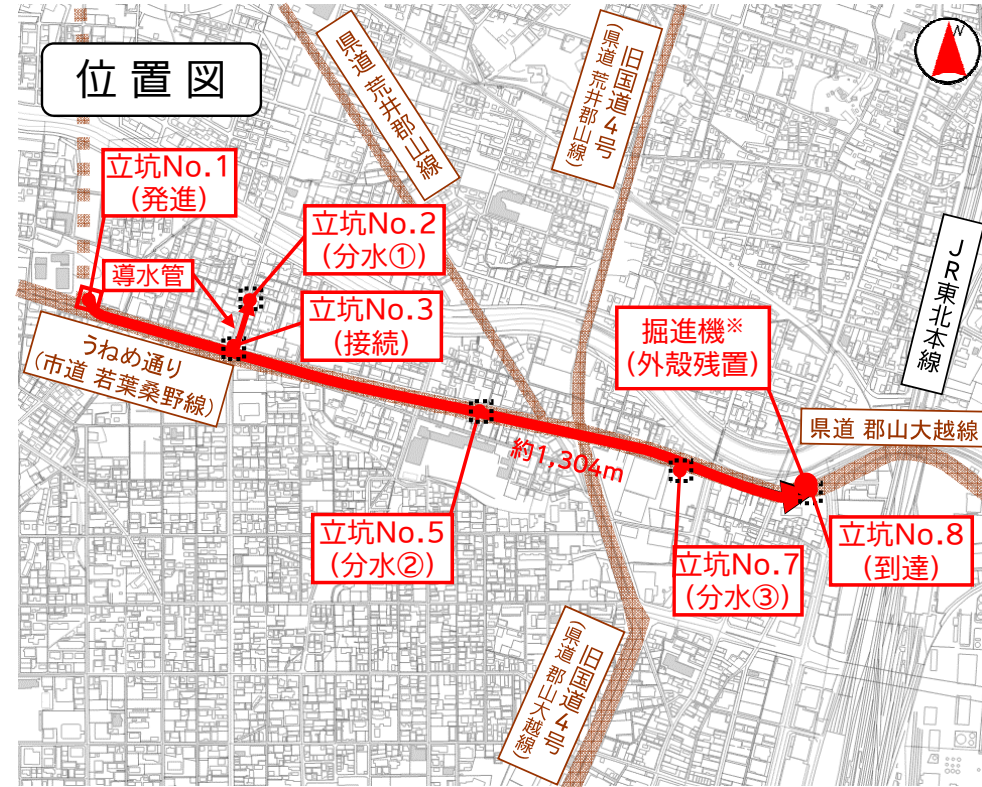 位置図
N
県道 荒井郡山線
旧国道4号
(県道 荒井郡山線)
JR東北本線
立坑No.1
(発進)
立坑No.2
(分水①)
導水管
立坑No.3
(接続)
掘進機※
(外殻残置)
うねめ通り
(市道 若葉桑野線)
県道 郡山大越線
約1,304m
立坑No.5
(分水②)
立坑No.7
(分水③)
立坑No.8
(到達)
旧国道4号
(県道 郡山大越線)